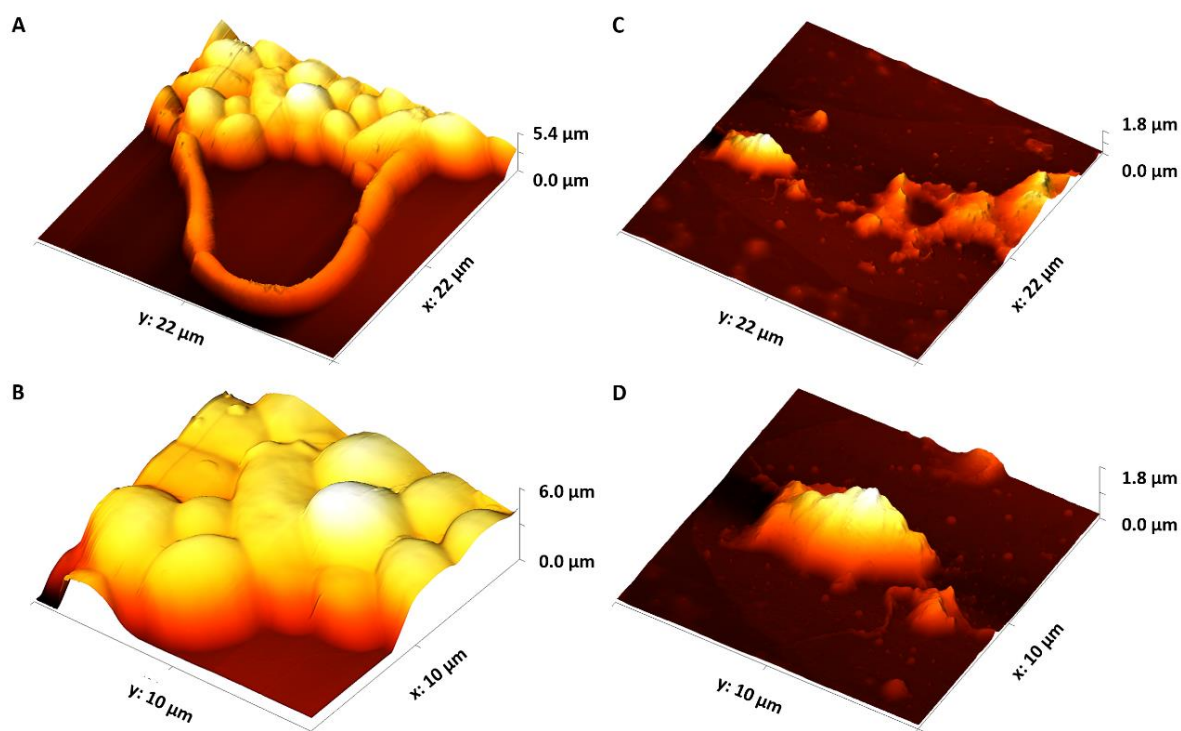 A
5.4 µm
0.0 µm
x: 22 µm
y: 22 µm
C
1.8 µm
0.0 µm
x: 22 µm
y: 22 µm
B
6.0 µm
0.0 µm
x: 10 µm
y: 10 µm
D
1.8 µm
0.0 µm
x: 10 µm
y: 10 µm